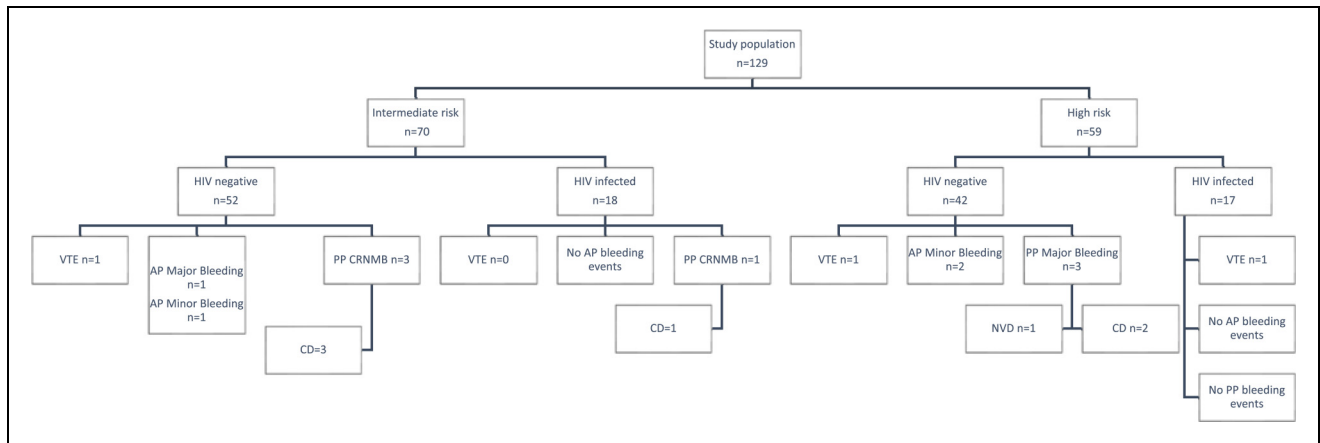 Study population
n=129
Intermediate risk
n=70
High risk
n=59
HIV negative
n=52
HIV infected
n=18
HIV negative
n=42
HIV infected
n=17
VTE n=1
AP Major Bleeding
n=1
AP Minor Bleeding
n=1
PP CRNMB n=3
CD=3
VTE n=0
No AP bleeding
events
PP CRNMB n=1
CD=1
VTE n=1
AP Minor Bleeding
n=2
PP Major Bleeding
n=3
NVD n=1
CD n=2
VTE n=1
No AP bleeding
events
No PP bleeding
events